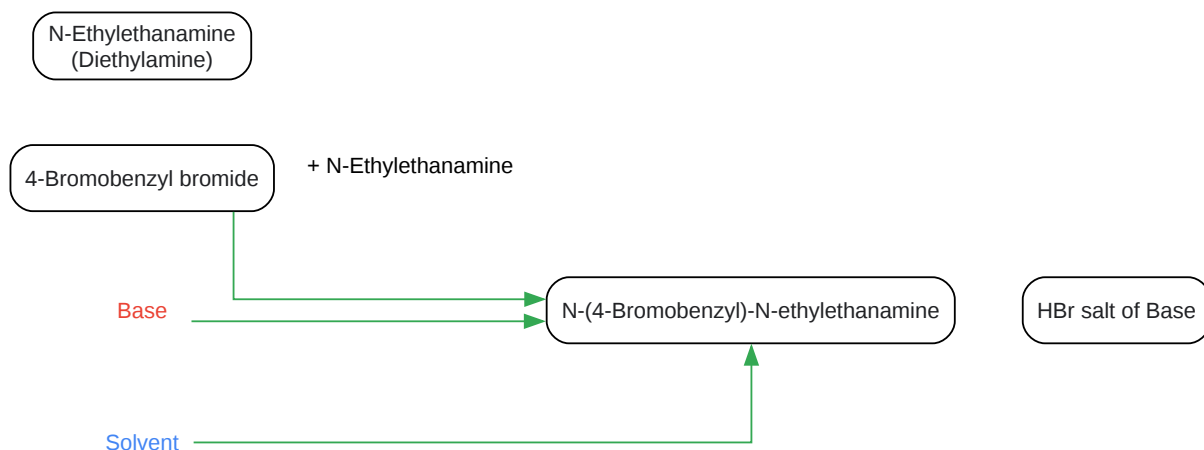 N-Ethylethanamine
(Diethylamine)
4-Bromobenzyl bromide
+ N-Ethylethanamine
Base
N-(4-Bromobenzyl)-N-ethylethanamine
HBr salt of Base
Solvent